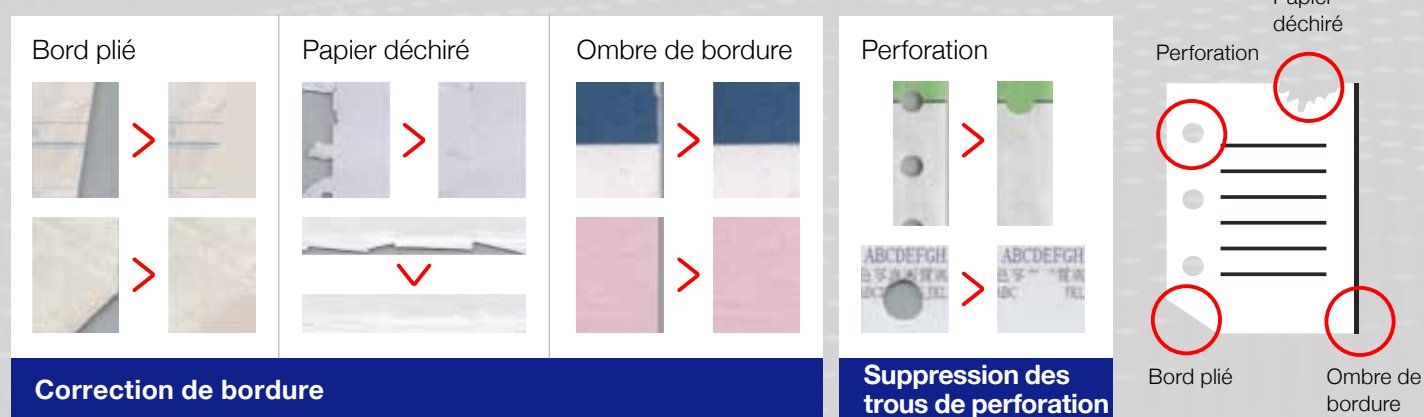 Bord plié
Papier déchiré
Ombre de bordure
Correction de bordure
Perforation
ABCDEFGH
ABCDEFGH
Suppression des
trous de perforation
Papier
déchiré
Perforation
Bord plié
Ombre de
bordure